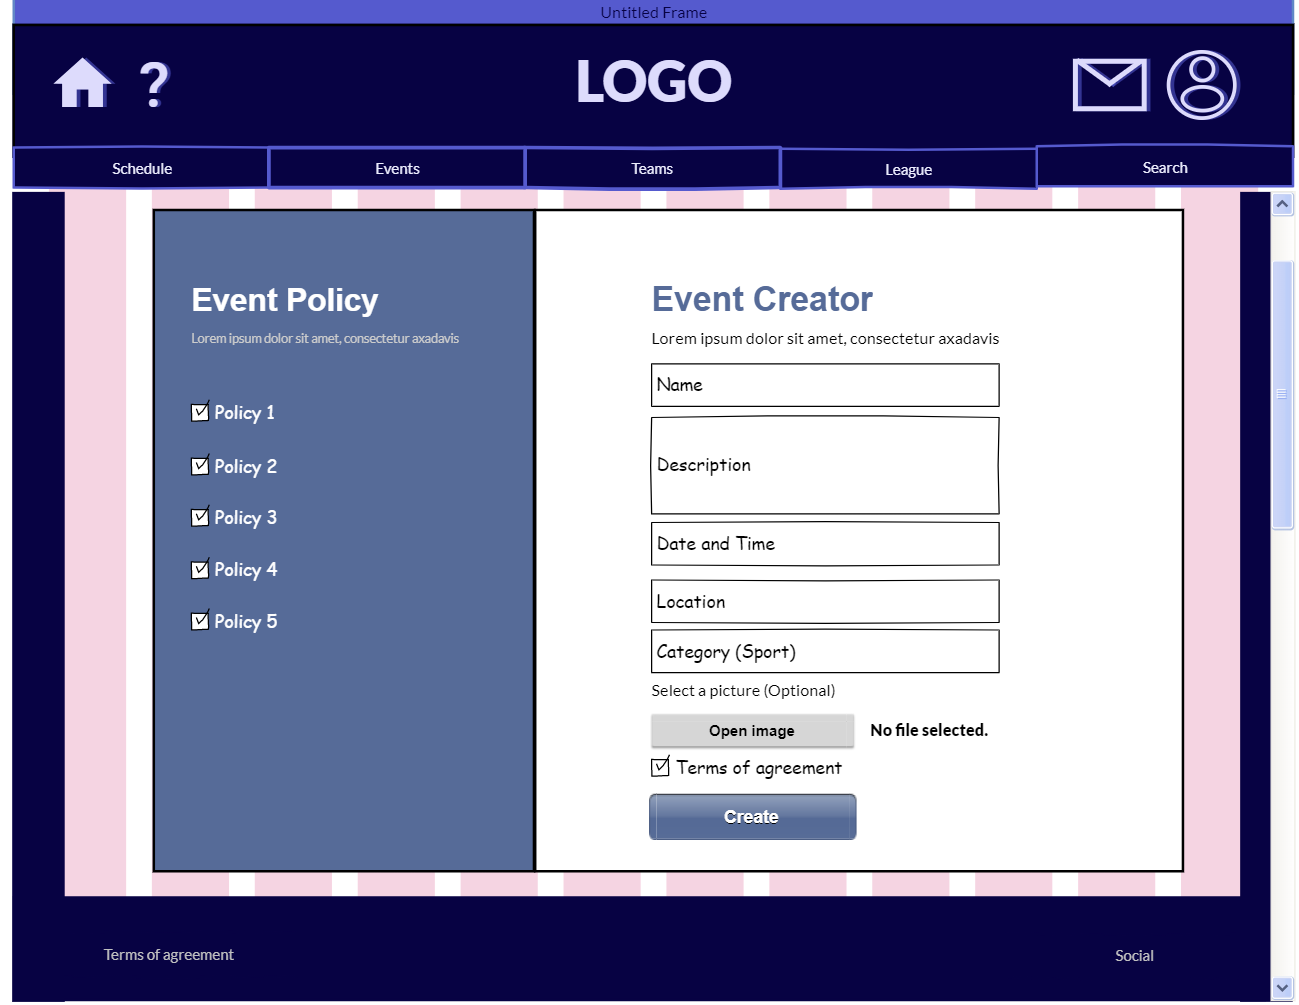 Untitled Frame
?
LOGO
Schedule
Events
Teams
League
Search
Event Policy
Lorem ipsum dolor sit amet, consectetur axadavis
Policy 1
Policy 2
Policy 3
Policy 4
Policy 5
Event Creator
Lorem ipsum dolor sit amet, consectetur axadavis
Name
Description
Date and Time
Location
Category (Sport)
Select a picture (Optional)
Open image
No file selected.
Terms of agreement
Create
Terms of agreement
Social